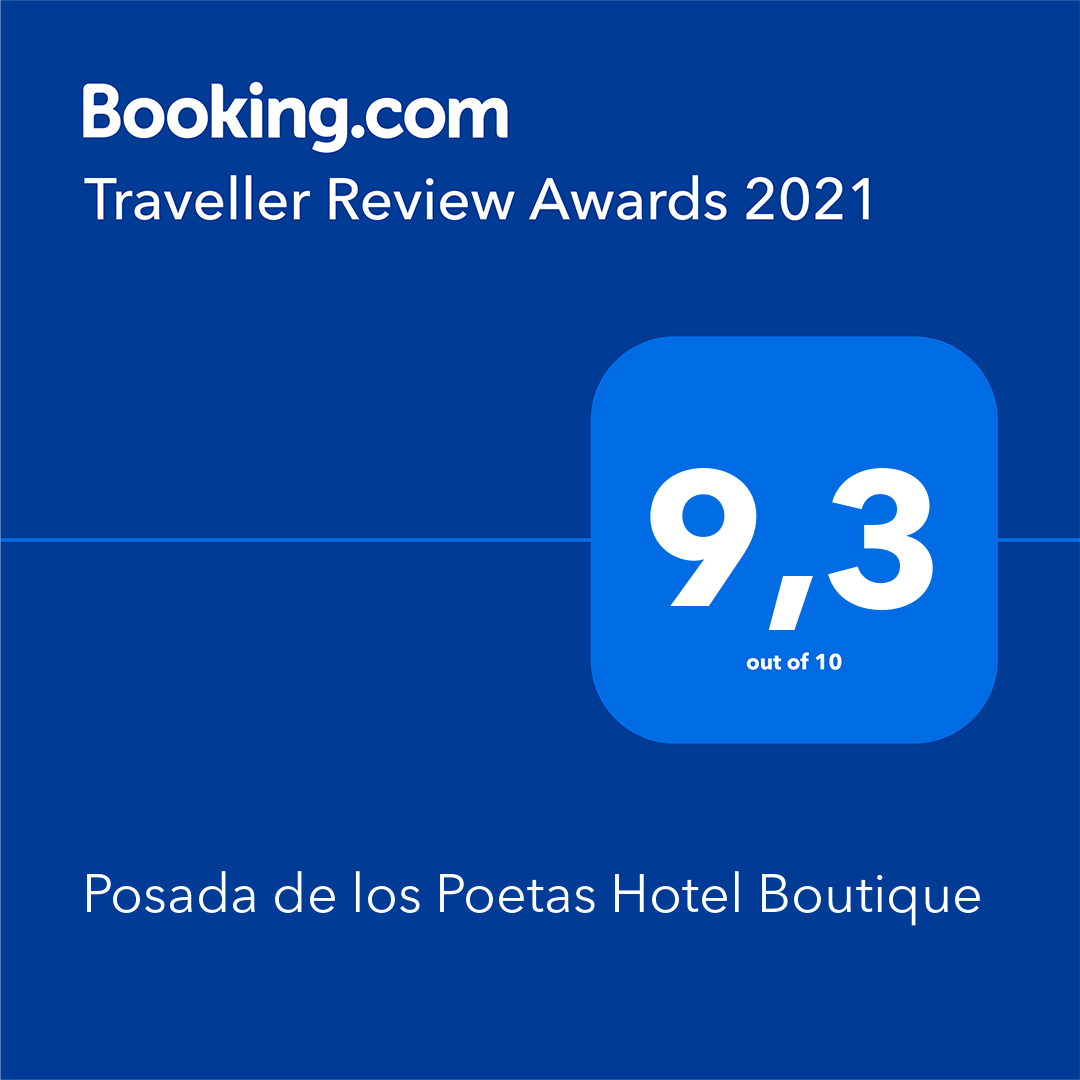 Booking.com
Traveller Review Awards 2021
9,3
out of 10
Posada de los Poetas Hotel Boutique